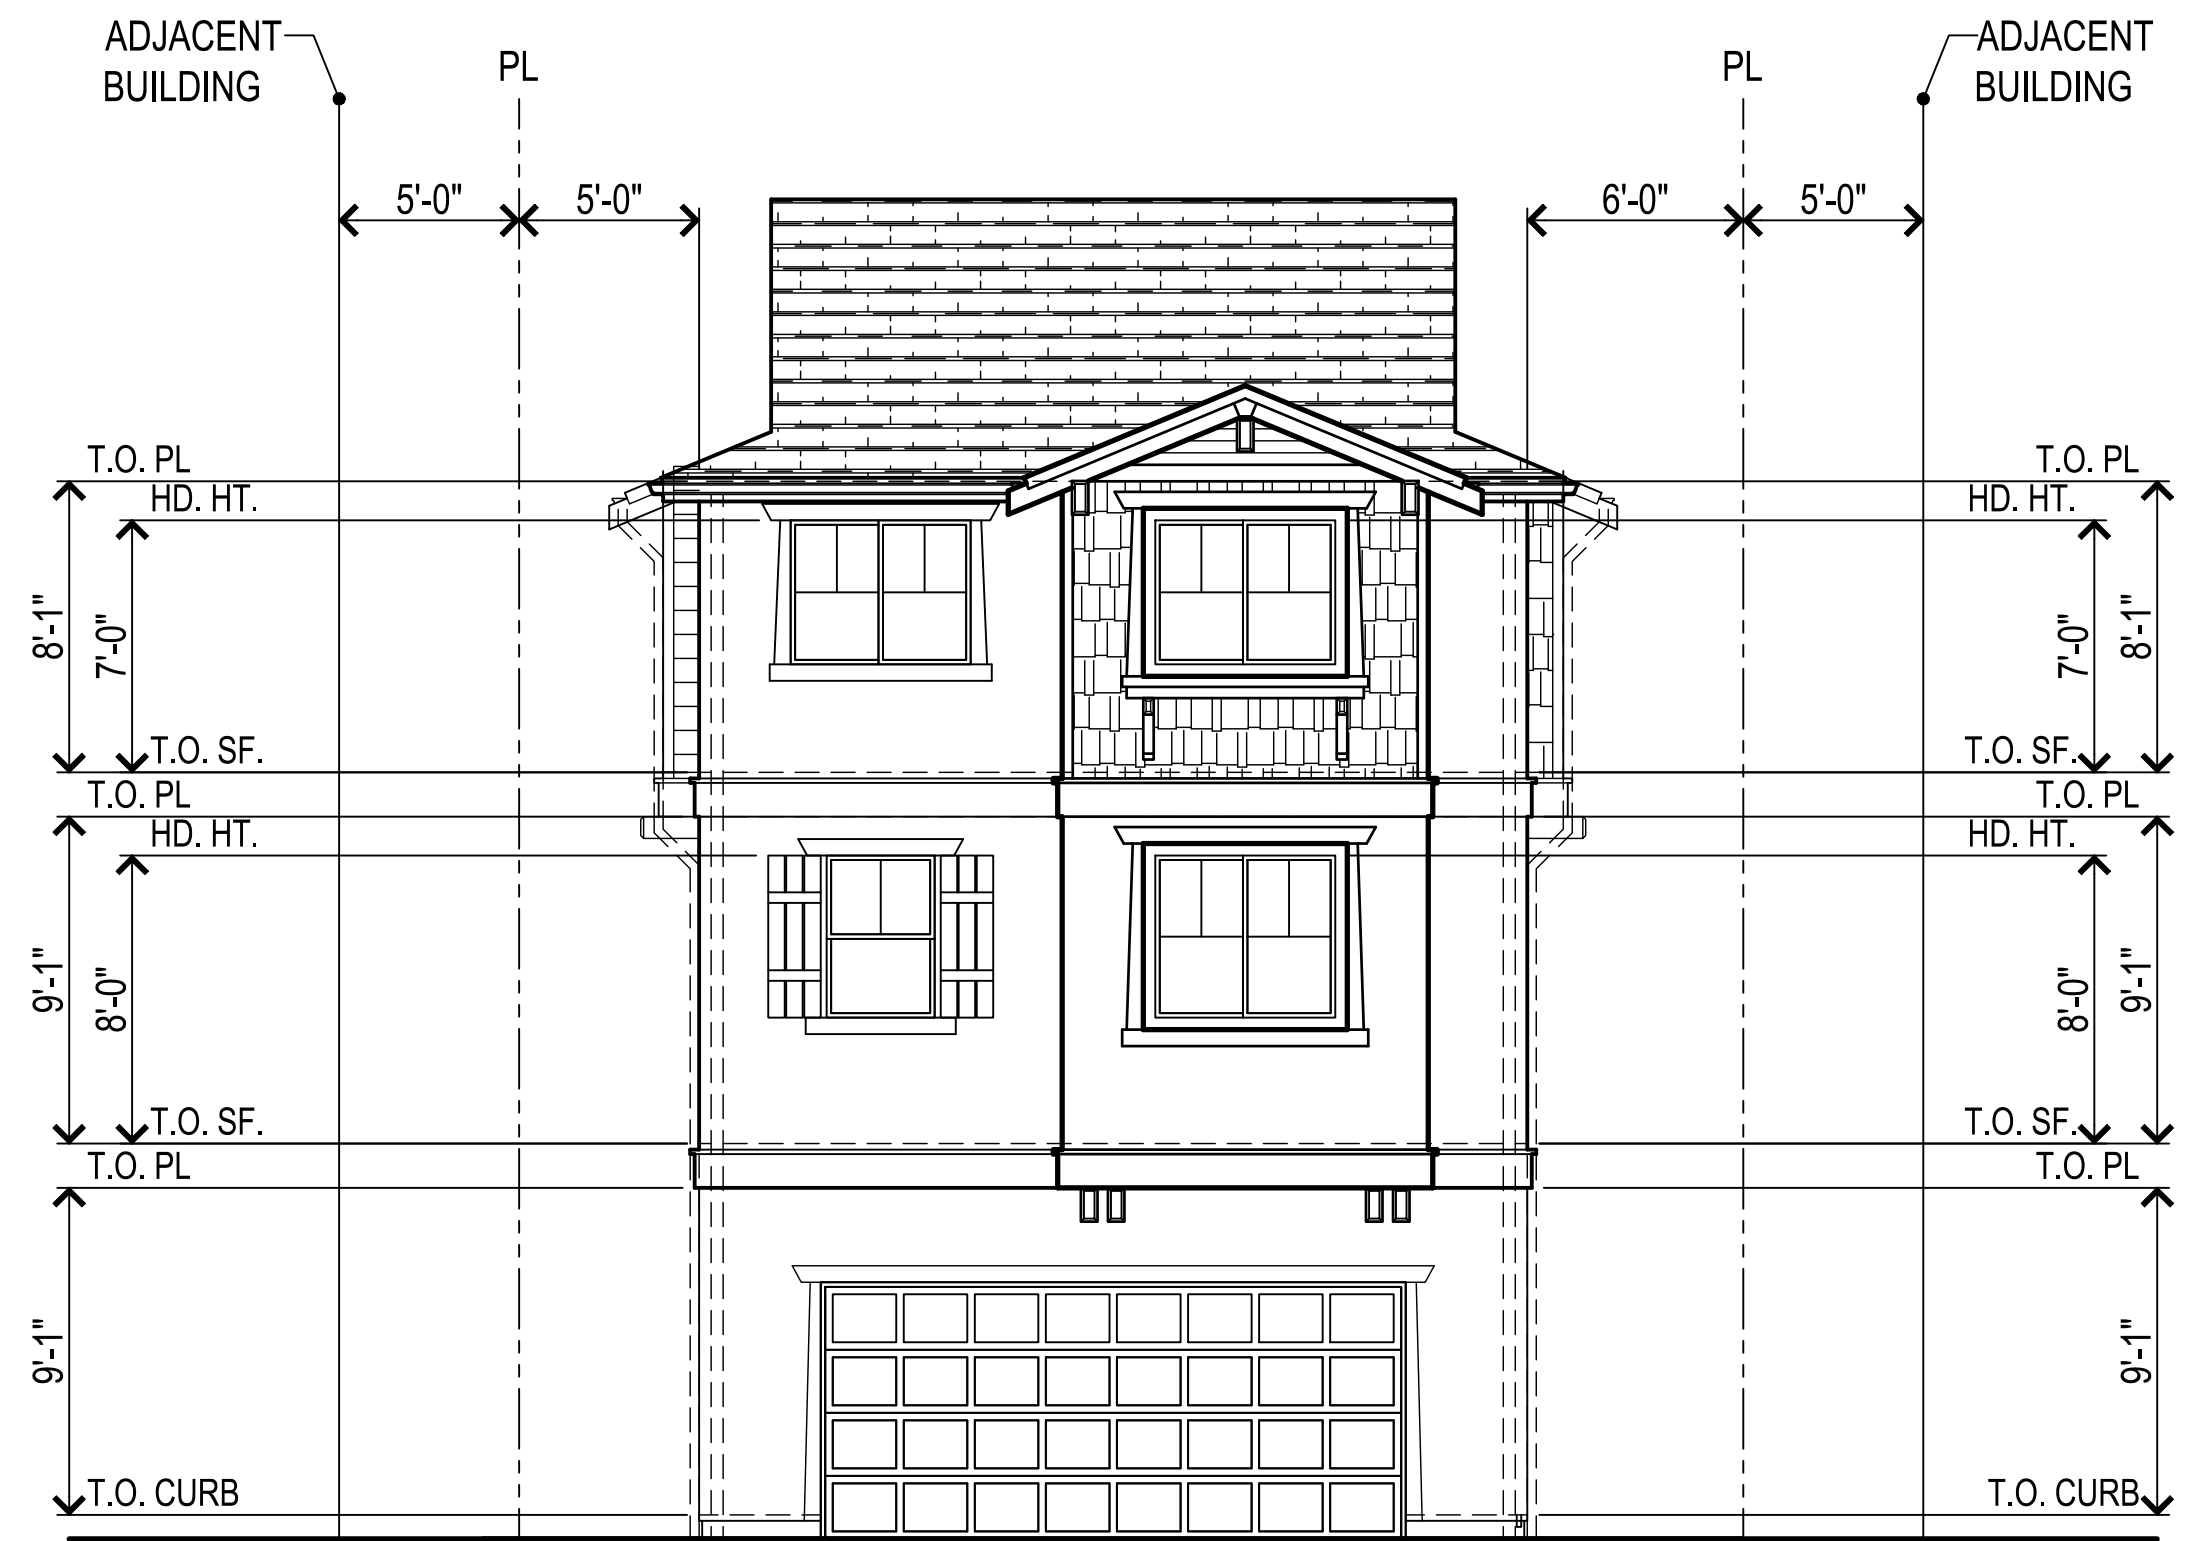 ADJACENT
BUILDING
PL
PL
ADJACENT
BUILDING
5'-0"
5'-0"
6'-0"
5'-0"
T.O. PL
T.O. PL
HD. HT.
HD. HT.
8'-1"
7'-0"
7'-0"
8'-1"
T.O. SF.
T.O. SF.
T.O. PL
T.O. PL
HD. HT.
HD. HT.
9'-1"
8'-0"
8'-0"
9'-1"
T.O. SF.
T.O. SF.
T.O. PL
T.O. PL
9'-1"
9'-1"
T.O. CURB
T.O. CURB